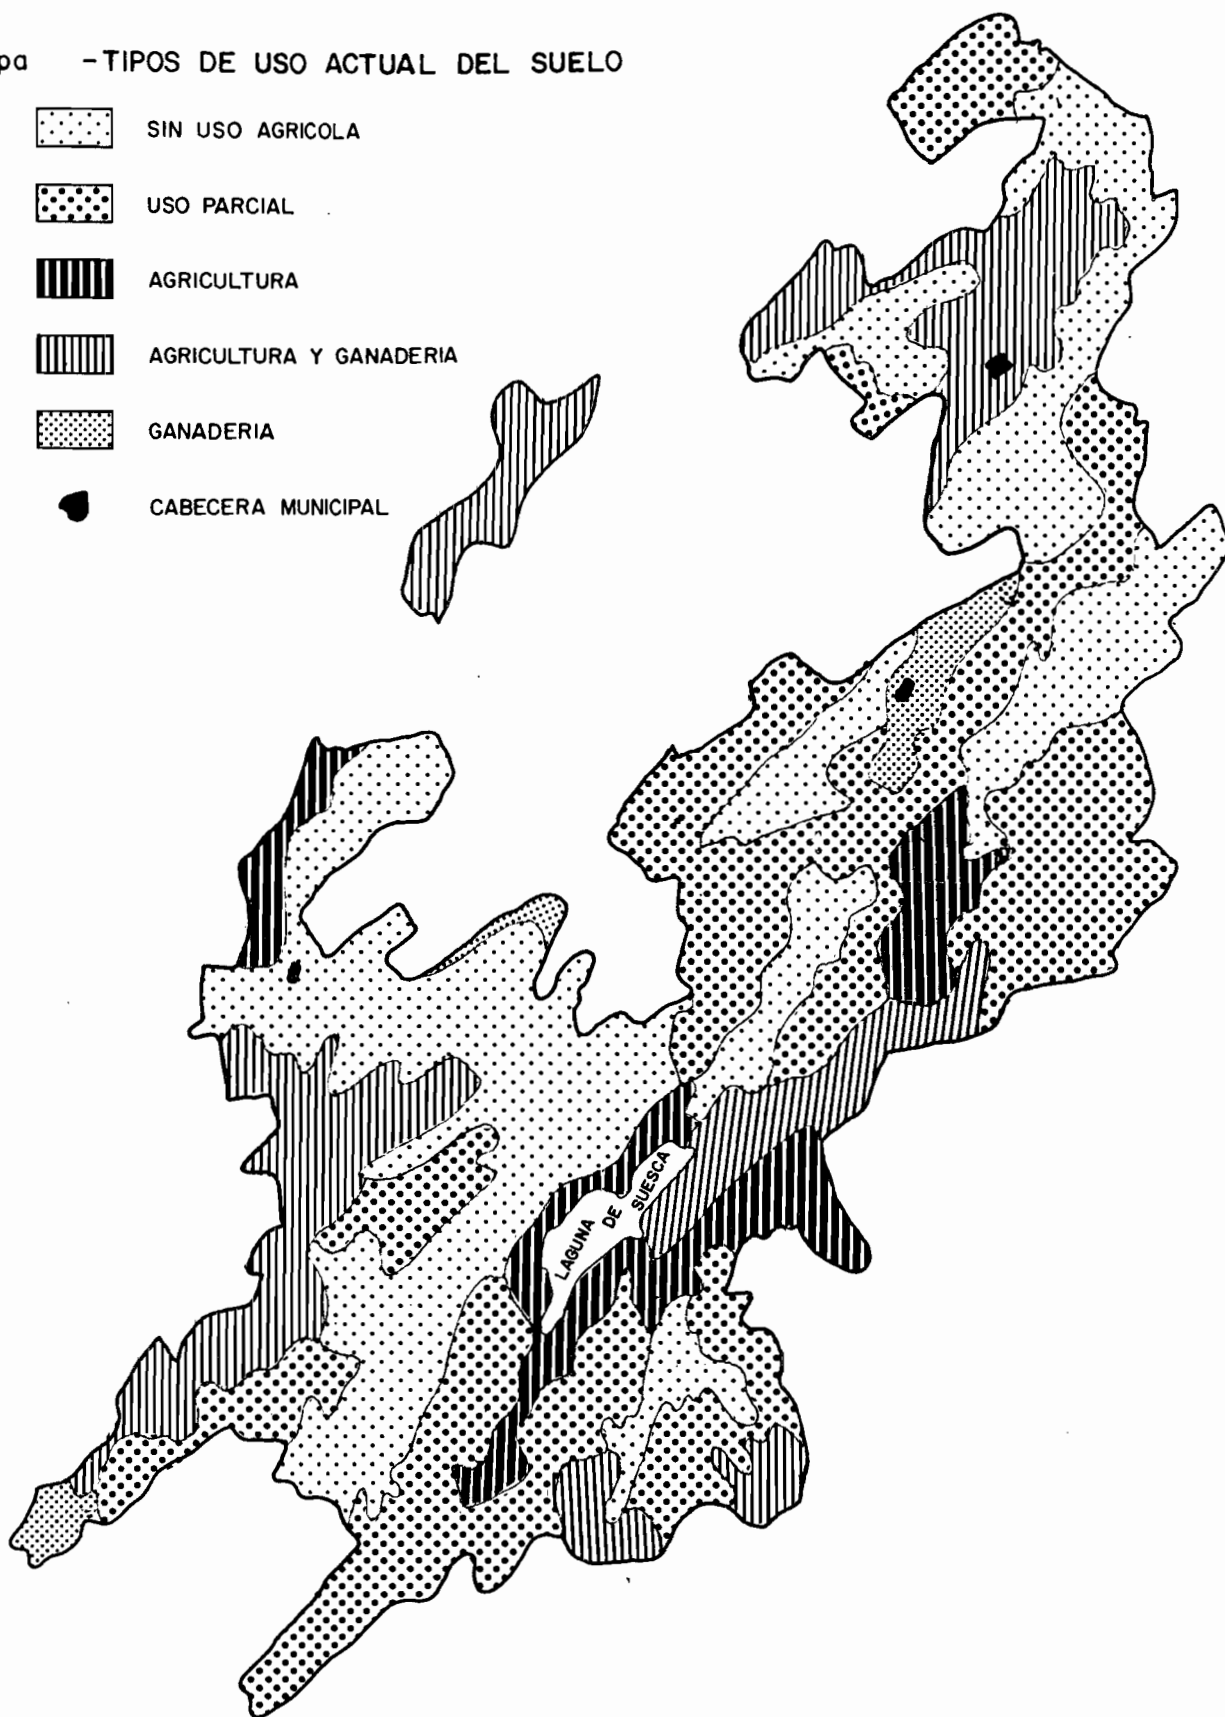 pa - TIPOS DE USO ACTUAL DEL SUELO
SIN USO AGRICOLA
USO PARCIAL
AGRICULTURA
AGRICULTURA Y GANADERIA
GANADERIA
CABECERA MUNICIPAL
LAGUNA DE SUESCA